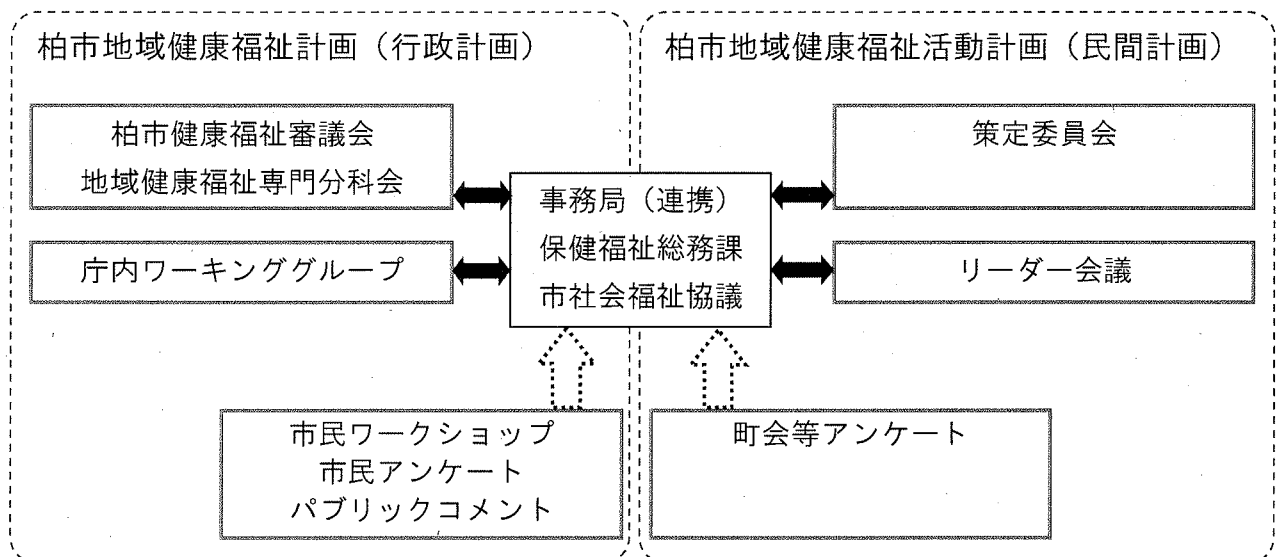 柏市地域健康福祉計画（行政計画）
柏市健康福祉審議会
地域健康福祉専門分科会
庁内ワーキンググループ
柏市地域健康福祉活動計画（民間計画）
策定委員会
リーダー会議
事務局（連携）
保健福祉総務課
市社会福祉協議
市民ワークショップ
市民アンケート
パブリックコメント
町会等アンケート